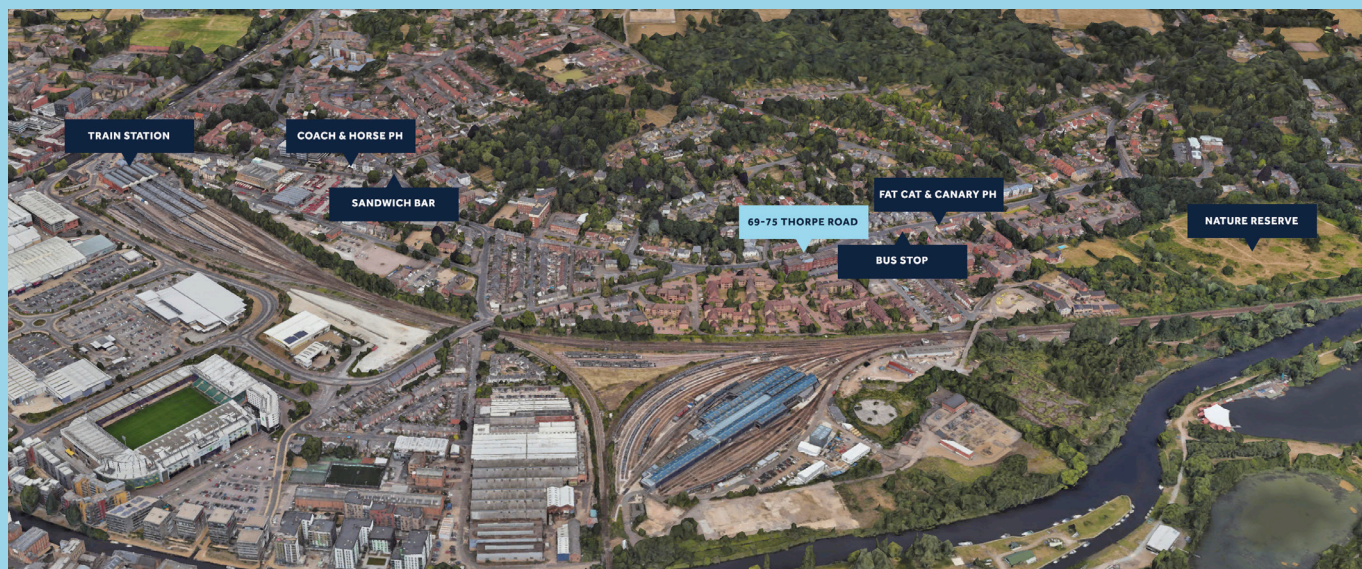 TRAIN STATION
COACH & HORSE PH
SANDWICH BAR
69-75 THORPE ROAD
FAT CAT & CANARY PH
BUS STOP
NATURE RESERVE